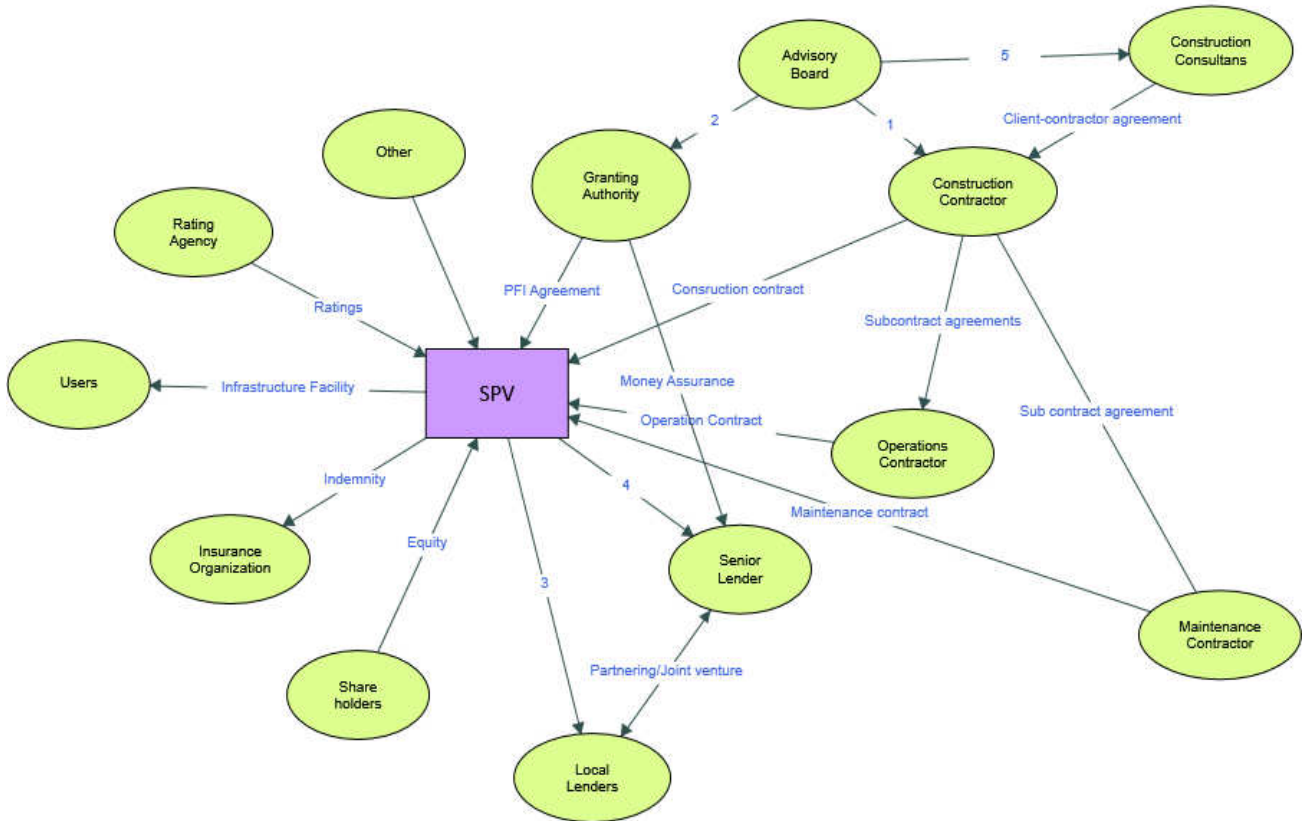 Advisory
Board
5
Construction
Consultans
2
1
Client-contractor agreement
Other
Granting
Authority
Construction
Contractor
Rating
Agency
Ratings
PFI Agreement
Consruction contract
Subcontract agreements
Users
Infrastructure Facility
SPV
Money Assurance
Operation Contract
Sub contract agreement
Operations
Contractor
Indemnity
4
Maintenance contract
Insurance
Organization
Equity
3
Senior
Lender
Maintenance
Contractor
Partnering/Joint venture
Share
holders
Local
Lenders